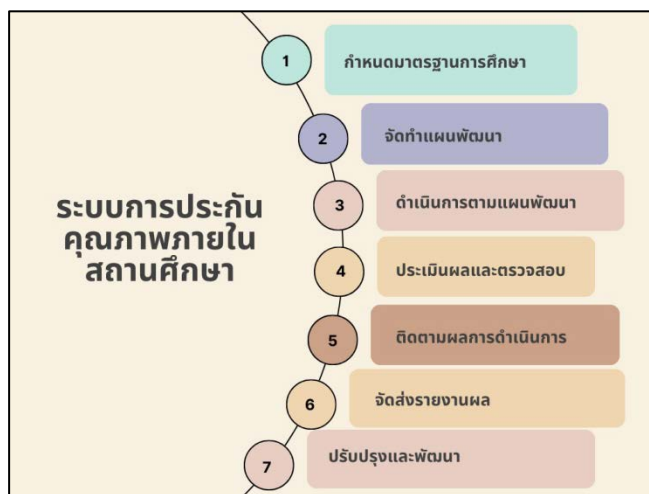 ระบบการประกัน
คุณภาพภายใน
สถานศึกษา
1
กำหนดมาตรฐานการศึกษา
2
จัดทำแผนพัฒนา
3
ดำเนินการตามแผนพัฒนา
4
ประเมินผลและตรวจสอบ
5
ติดตามผลการดำเนินการ
6
จัดส่งรายงานผล
7
ปรับปรุงและพัฒนา